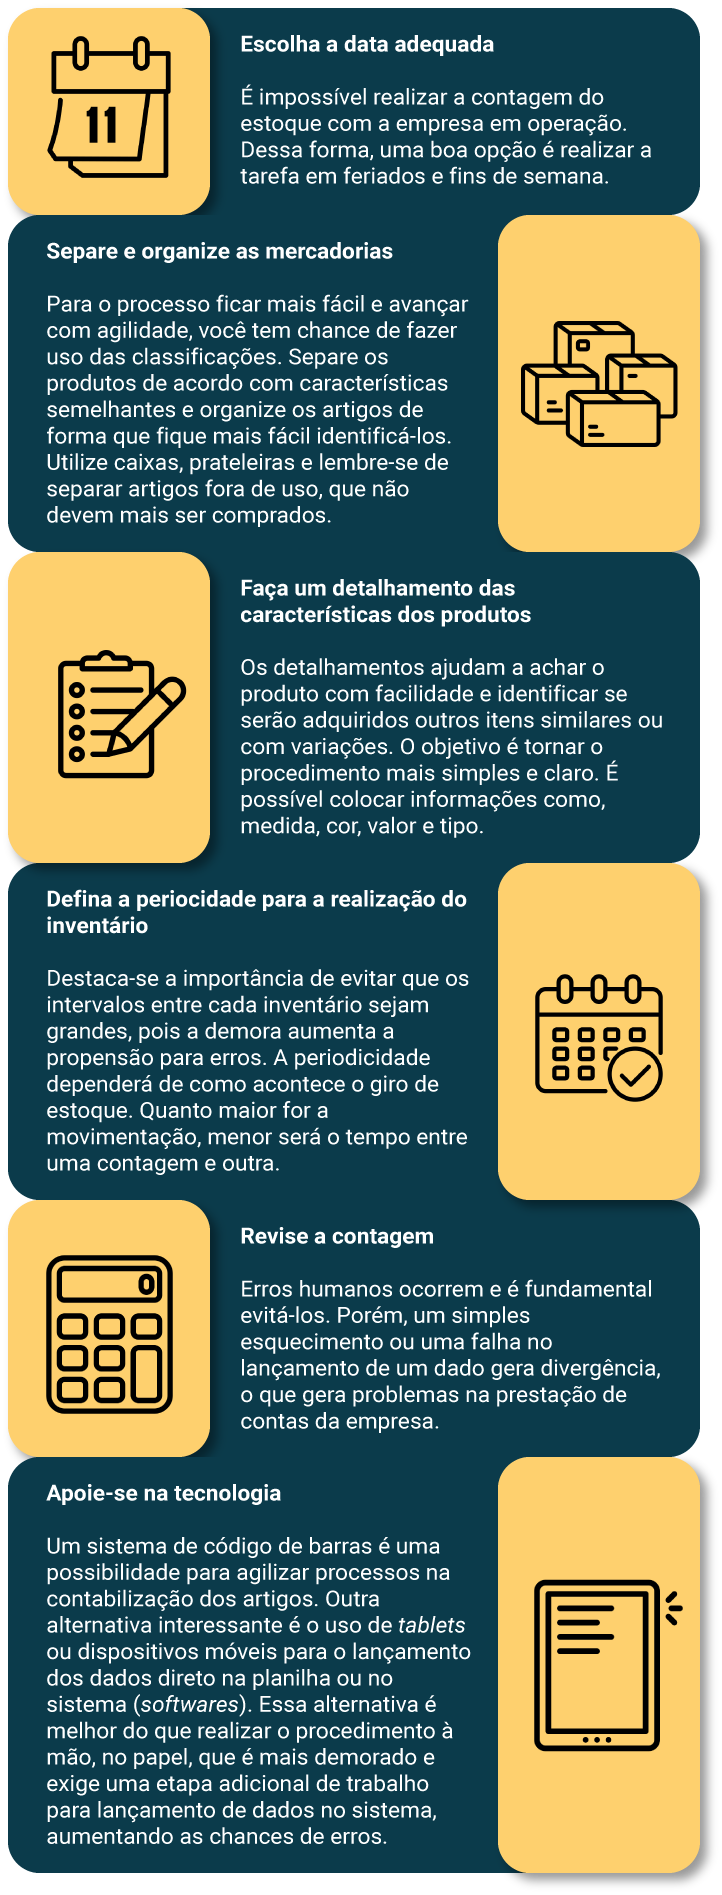 11
Escolha a data adequada
É impossível realizar a contagem do
estoque com a empresa em operação.
Dessa forma, uma boa opção é realizar a
tarefa em feriados e fins de semana.
Separe e organize as mercadorias
Para o processo ficar mais fácil e avançar
com agilidade, você tem chance de fazer
uso das classificações. Separe os
produtos de acordo com características
semelhantes e organize os artigos de
forma que fique mais fácil identificá-los.
Utilize caixas, prateleiras e lembre-se de
separar artigos fora de uso, que não
devem mais ser comprados.
Faça um detalhamento das
características dos produtos
Os detalhamentos ajudam a achar o
produto com facilidade e identificar se
serão adquiridos outros itens similares ou
com variações. O objetivo é tornar o
procedimento mais simples e claro. É
possível colocar informações como,
medida, cor, valor e tipo.
Defina a periocidade para a realização do
inventário
Destaca-se a importância de evitar que os
intervalos entre cada inventário sejam
grandes, pois a demora aumenta a
propensão para erros. A periodicidade
dependerá de como acontece o giro de
estoque. Quanto maior for a
movimentação, menor será o tempo entre
uma contagem e outra.
0
Revise a contagem
Erros humanos ocorrem e é fundamental
evitá-los. Porém, um simples
esquecimento ou uma falha no
lançamento de um dado gera divergência,
o que gera problemas na prestação de
contas da empresa.
Apoie-se na tecnologia
Um sistema de código de barras é uma
possibilidade para agilizar processos na
contabilização dos artigos. Outra
alternativa interessante é o uso de tablets
ou dispositivos móveis para o lançamento
dos dados direto na planilha ou no
sistema (softwares). Essa alternativa é
melhor do que realizar o procedimento à
mão, no papel, que é mais demorado e
exige uma etapa adicional de trabalho
para lançamento de dados no sistema,
aumentando as chances de erros.